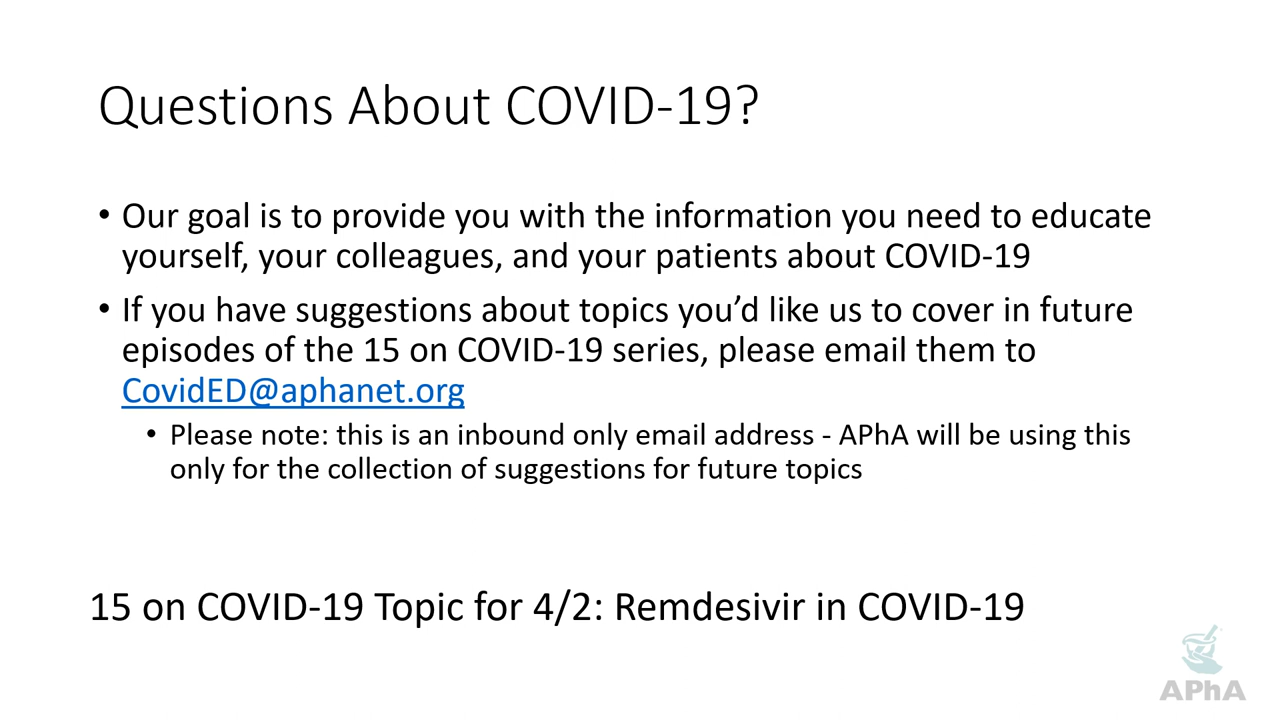 Questions About COVID-19?
• Our goal is to provide you with the information you need to educate
yourself, your colleagues, and your patients about COVID-19
• If you have suggestions about topics you’d like us to cover in future
episodes of the 15 on COVID-19 series, please email them to
CovidED@aphanet.org
• Please note: this is an inbound only email address - APhA will be using this
only for the collection of suggestions for future topics
15 on COVID-19 Topic for 4/2: Remdesivir in COVID-19
APhA